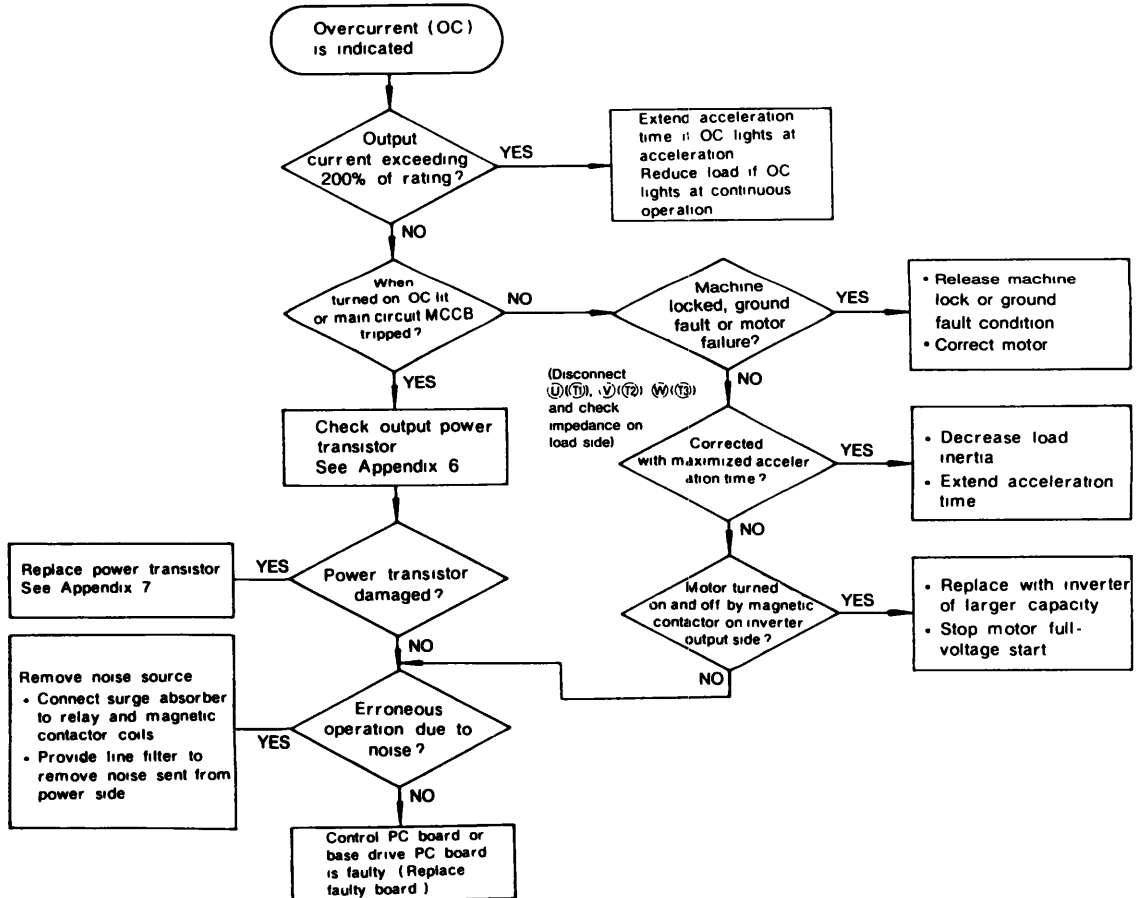 Overcurrent (OC)
is indicated
Output
current exceeding
200% of rating?
YES
Extend acceleration
time if OC lights at
acceleration
Reduce load if OC
lights at continuous
operation
NO
When
turned on OC lit
or main circuit MCCB
tripped?
NO
Machine
locked, ground
fault or motor
failure?
YES
• Release machine
lock or ground
fault condition
• Correct motor
YES
NO
(Disconnect
Ⓤ(T1), Ⓥ(T2) Ⓦ(T3)
and check
impedance on
load side)
Check output power
transistor
See Appendix 6
Corrected
with maximized acceler
ation time?
YES
• Decrease load
inertia
• Extend acceleration
time
NO
Replace power transistor
See Appendix 7
YES
Power transistor
damaged?
Motor turned
on and off by magnetic
contactor on inverter
output side?
YES
• Replace with inverter
of larger capacity
• Stop motor full-
voltage start
NO
NO
Remove noise source
• Connect surge absorber
to relay and magnetic
contactor coils
• Provide line filter to
remove noise sent from
power side
YES
Erroneous
operation due to
noise?
NO
Control PC board or
base drive PC board
is faulty (Replace
faulty board)